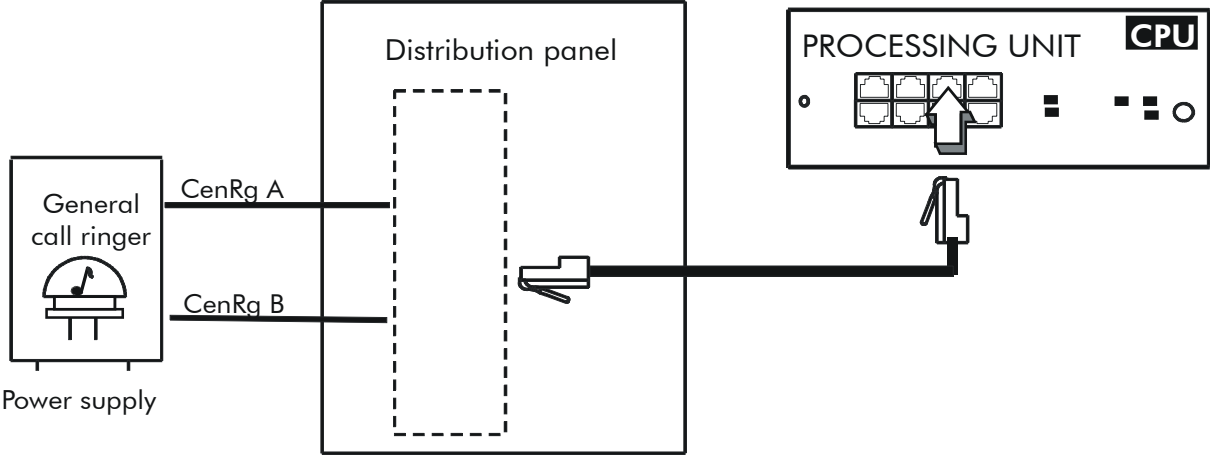 Distribution panel
PROCESSING UNIT
CPU
General
call ringer
CenRg A
CenRg B
Power supply